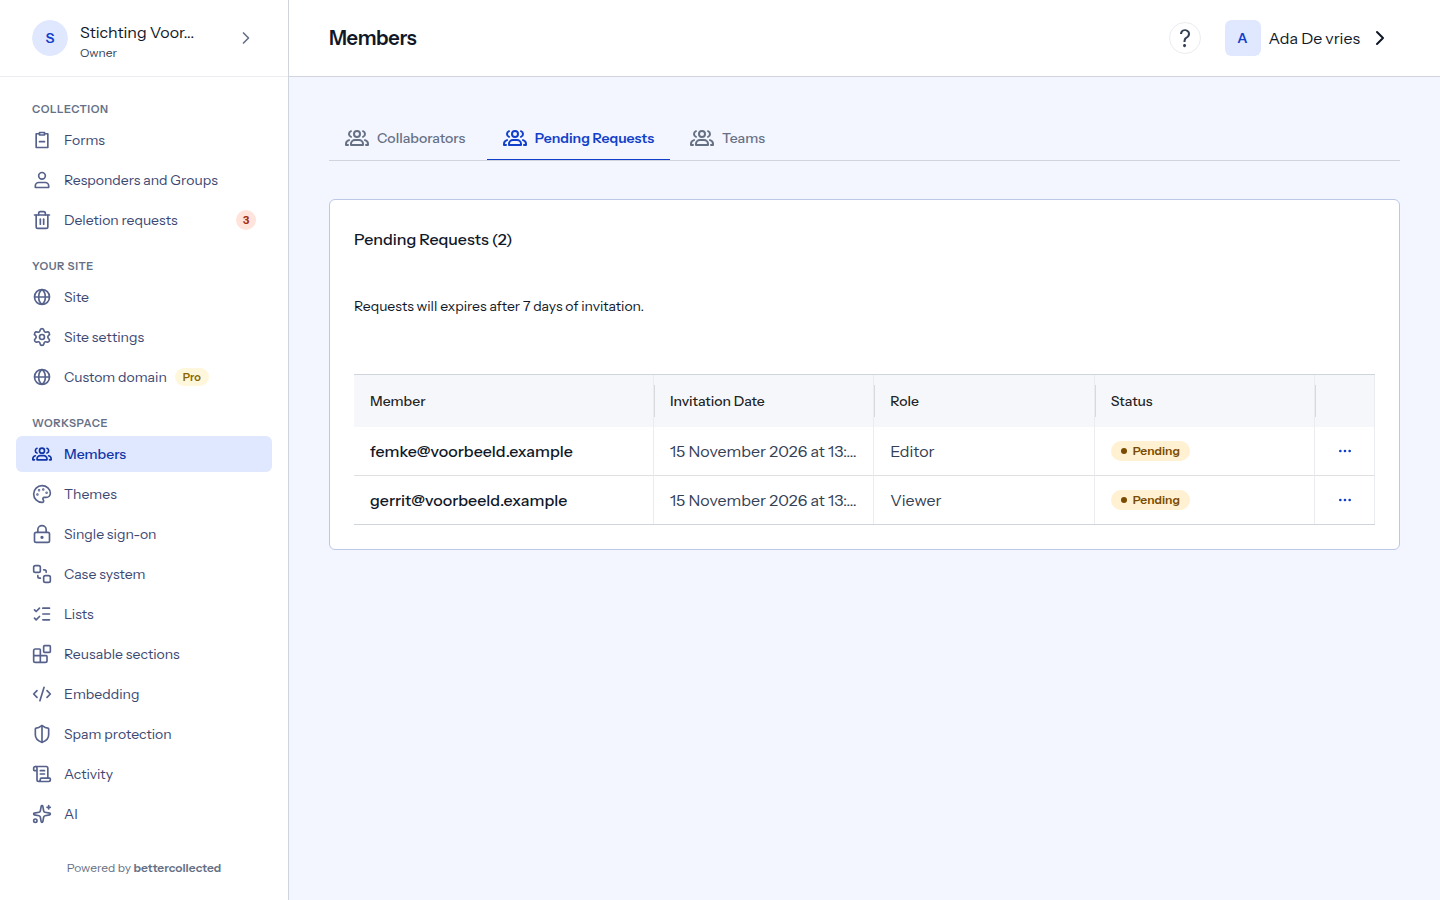 S
Stichting Voor...
Owner
Members
?
A
Ada De vries
COLLECTION
Forms
Responders and Groups
Deletion requests
3
YOUR SITE
Site
Site settings
Custom domain
Pro
WORKSPACE
Members
Themes
Single sign-on
Case system
Lists
Reusable sections
Embedding
Spam protection
Activity
AI
Powered by bettercollected
Collaborators
Pending Requests
Teams
Pending Requests (2)
Requests will expires after 7 days of invitation.
Member Invitation Date Role Status
femke@voorbeeld.example 15 November 2026 at 13:... Editor Pending
gerrit@voorbeeld.example 15 November 2026 at 13:... Viewer Pending